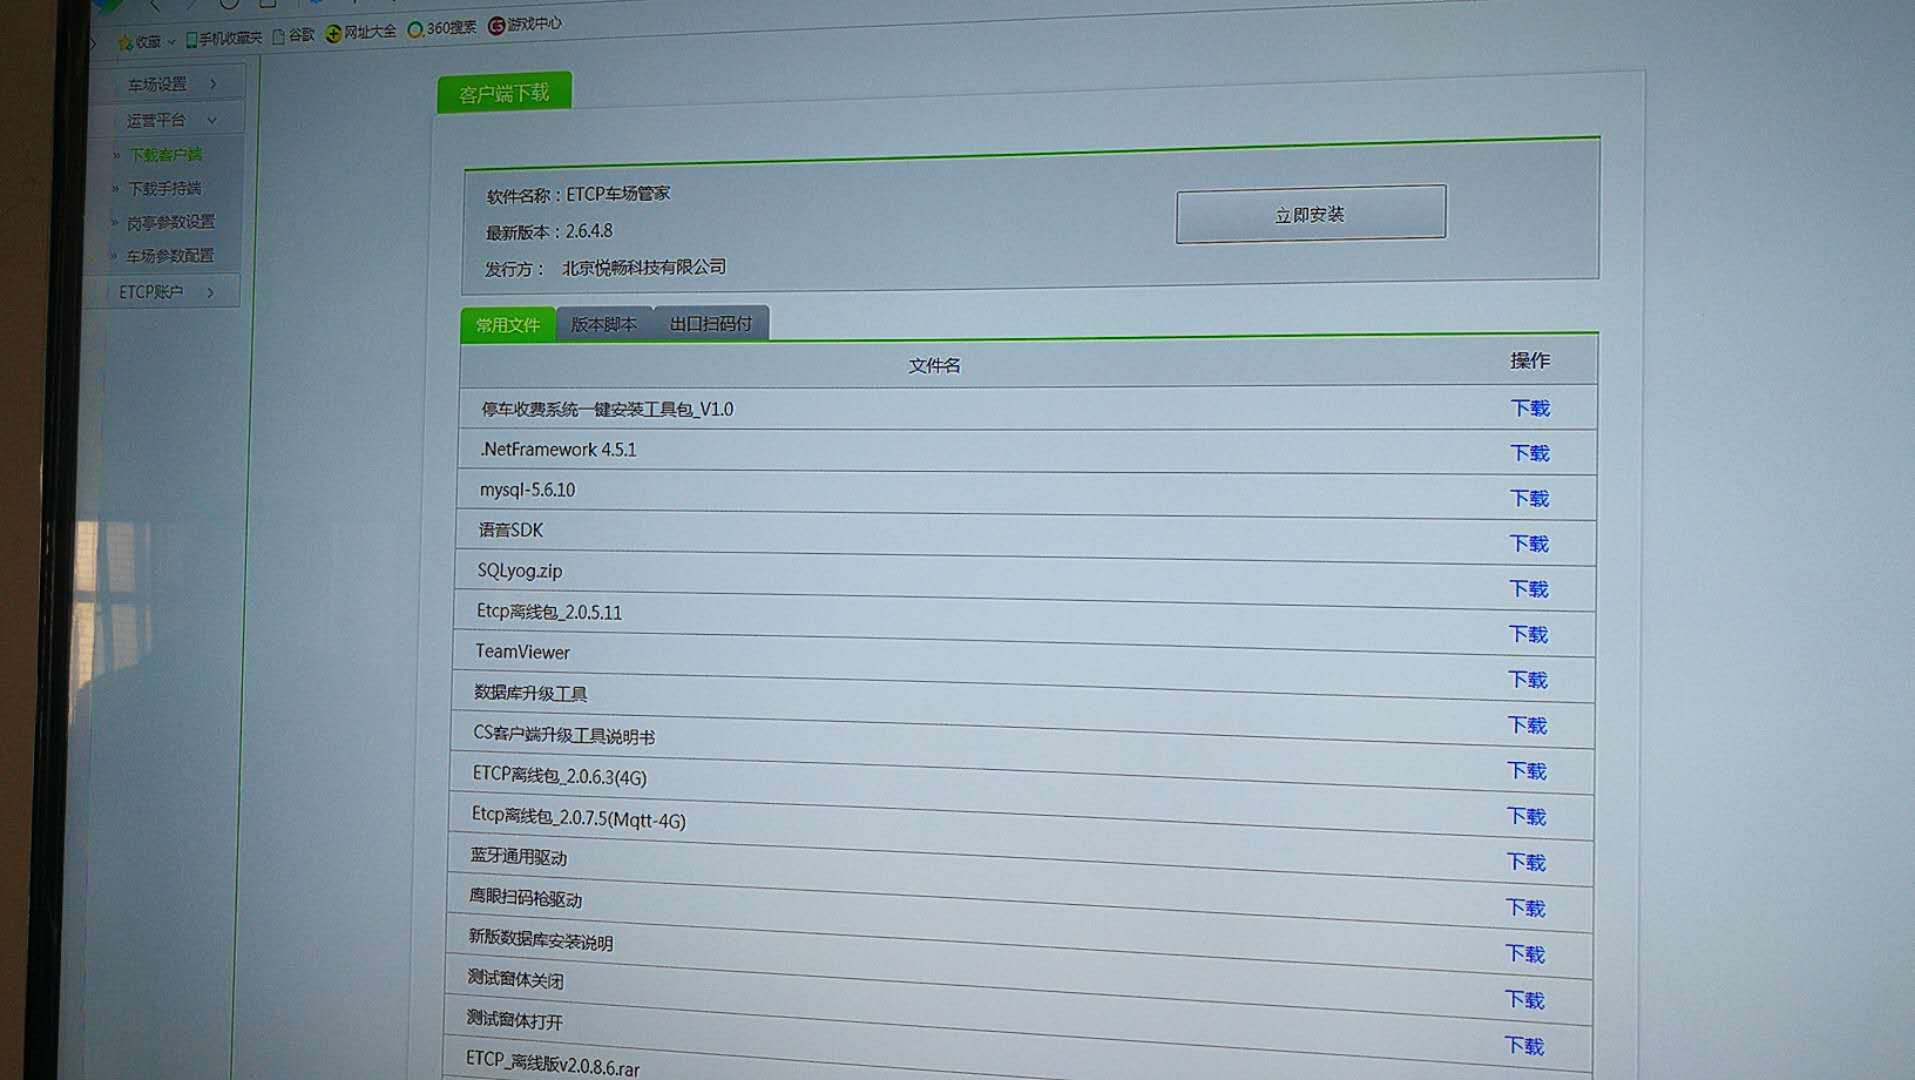 收藏 手机收藏夹 谷歌 网址大全 360搜索 游戏中心
车场设置
运营平台
下载客户端
下载手持端
岗亭参数设置
车场参数配置
ETCP账户
客户端下载
软件名称：ETCP车场管家
最新版本：2.6.4.8
发行方： 北京悦畅科技有限公司
立即安装
常用文件 版本脚本 出口扫码付
文件名 操作
停车收费系统一键安装工具包_V1.0 下载
.NetFramework 4.5.1 下载
mysql-5.6.10 下载
语音SDK 下载
SQLyog.zip 下载
Etcp离线包_2.0.5.11 下载
TeamViewer 下载
数据库升级工具 下载
CS客户端升级工具说明书 下载
ETCP离线包_2.0.6.3(4G) 下载
Etcp离线包_2.0.7.5(Mqtt-4G) 下载
蓝牙通用驱动 下载
鹰眼扫码枪驱动 下载
新版数据库安装说明 下载
测试窗体关闭 下载
测试窗体打开
ETCP_离线版v2.0.8.6.rar